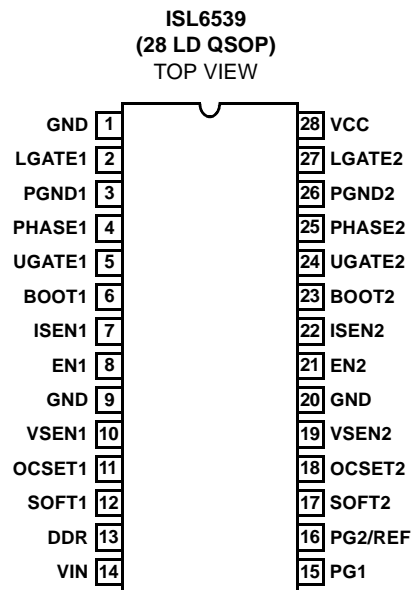 ISL6539
(28 LD QSOP)
TOP VIEW
GND 1 28 VCC
LGATE1 2 27 LGATE2
PGND1 3 26 PGND2
PHASE1 4 25 PHASE2
UGATE1 5 24 UGATE2
BOOT1 6 23 BOOT2
ISEN1 7 22 ISEN2
EN1 8 21 EN2
GND 9 20 GND
VSEN1 10 19 VSEN2
OCSET1 11 18 OCSET2
SOFT1 12 17 SOFT2
DDR 13 16 PG2/REF
VIN 14 15 PG1